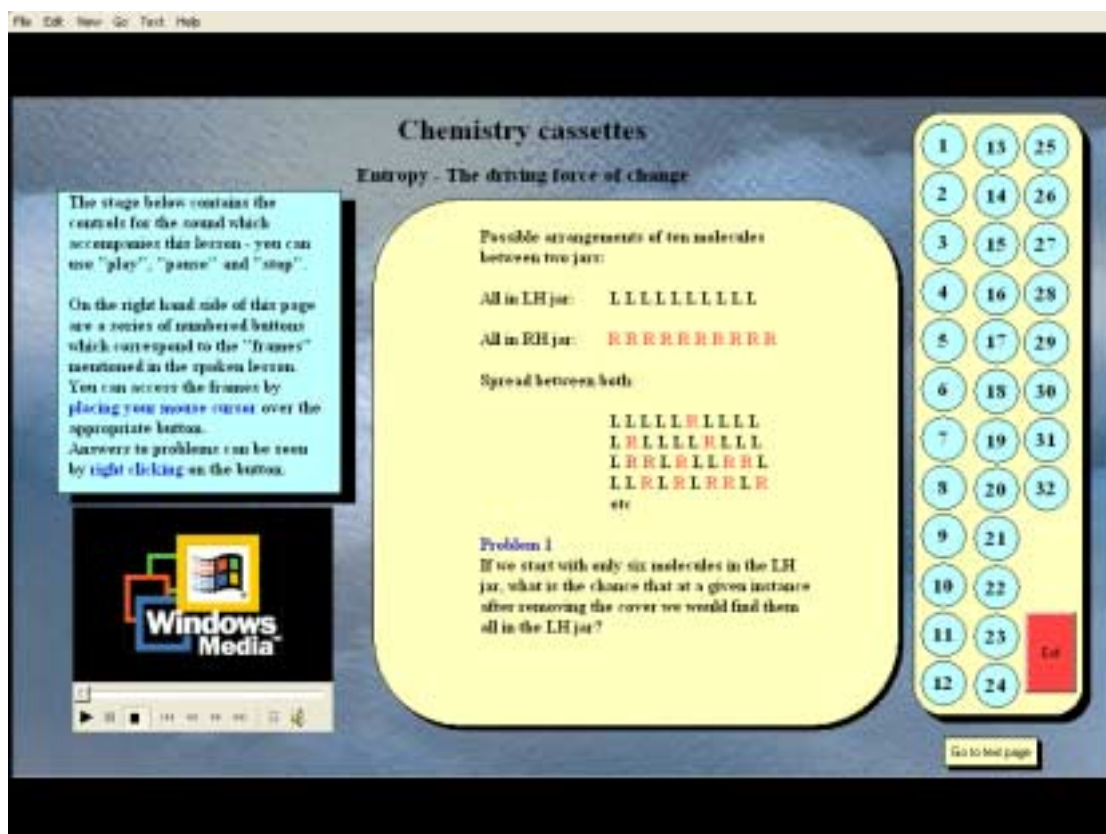 File Edit View Go Text Help
Chemistry cassettes
Entropy - The driving force of change
The stage below contains the
controls for the sound which
accompanies this lesson - you can
use "play", "pause" and "stop".
On the right hand side of this page
are a series of numbered buttons
which correspond to the "frames"
mentioned in the spoken lesson.
You can access the frames by
placing your mouse cursor over the
appropriate button.
Answers to problems can be seen
by right clicking on the button.
Windows
Media™
Possible arrangements of ten molecules
between two jars:
All in LH jar: L L L L L L L L L L
All in RH jar: R R R R R R R R R R
Spread between both:
L L L L L R L L L L
L R L L L L R L L L
L R R L R L L R R L
L L R L R L R R L R
etc
Problem 1
If we start with only six molecules in the LH
jar, what is the chance that at a given instance
after removing the cover we would find them
all in the LH jar?
1 13 25
2 14 26
3 15 27
4 16 28
5 17 29
6 18 30
7 19 31
8 20 32
9 21
10 22
11 23
12 24
Exit
Go to text page